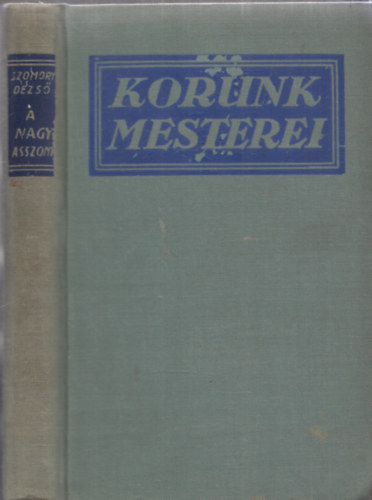 SZOMORY
DEZSŐ
A
NAGY
ASSZONY
KORUNK
MESTEREI